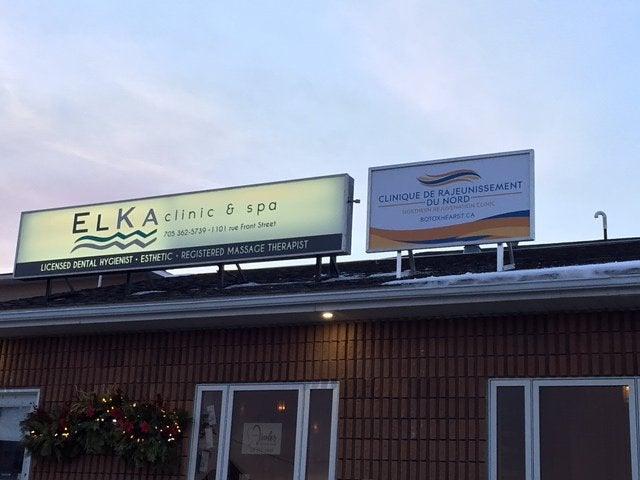 ELKA clinic & spa
705 362-5739 - 1101 rue Front Street
LICENSED DENTAL HYGIENIST • ESTHETIC • REGISTERED MASSAGE THERAPIST
CLINIQUE DE RAJEUNISSEMENT
DU NORD
NORTHERN REJUVENATION CLINIC
BOTOXHEARST.CA